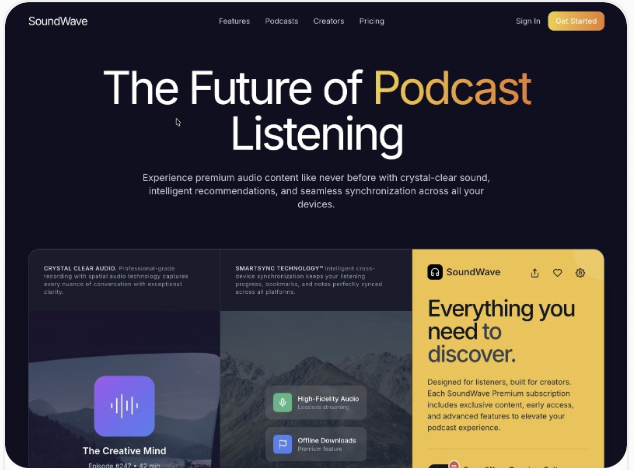 SoundWave
Features Podcasts Creators Pricing
Sign In
Get Started
The Future of Podcast
Listening
Experience premium audio content like never before with crystal-clear sound,
intelligent recommendations, and seamless synchronization across all your
devices.
CRYSTAL CLEAR AUDIO. Professional-grade
recording with spatial audio technology captures
every nuance of conversation with exceptional
clarity.
The Creative Mind
Episode #247 • 42 min
SMARTSYNC TECHNOLOGY™ Intelligent cross-
device synchronization keeps your listening
progress, bookmarks, and notes perfectly synced
across all platforms.
High-Fidelity Audio
Lossless streaming
Offline Downloads
Premium feature
SoundWave
Everything you
need to
discover.
Designed for listeners, built for creators.
Each SoundWave Premium subscription
includes exclusive content, early access,
and advanced features to elevate your
podcast experience.